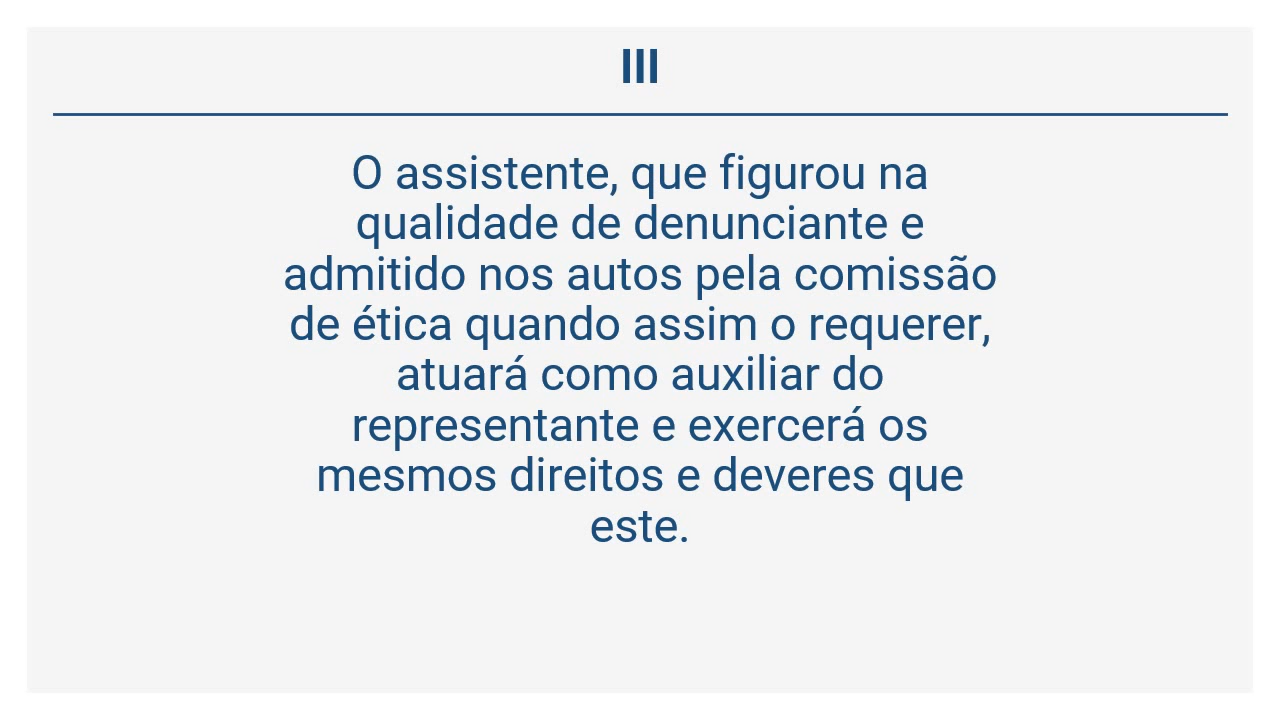 III
O assistente, que figurou na
qualidade de denunciante e
admitido nos autos pela comissão
de ética quando assim o requerer,
atuará como auxiliar do
representante e exercerá os
mesmos direitos e deveres que
este.